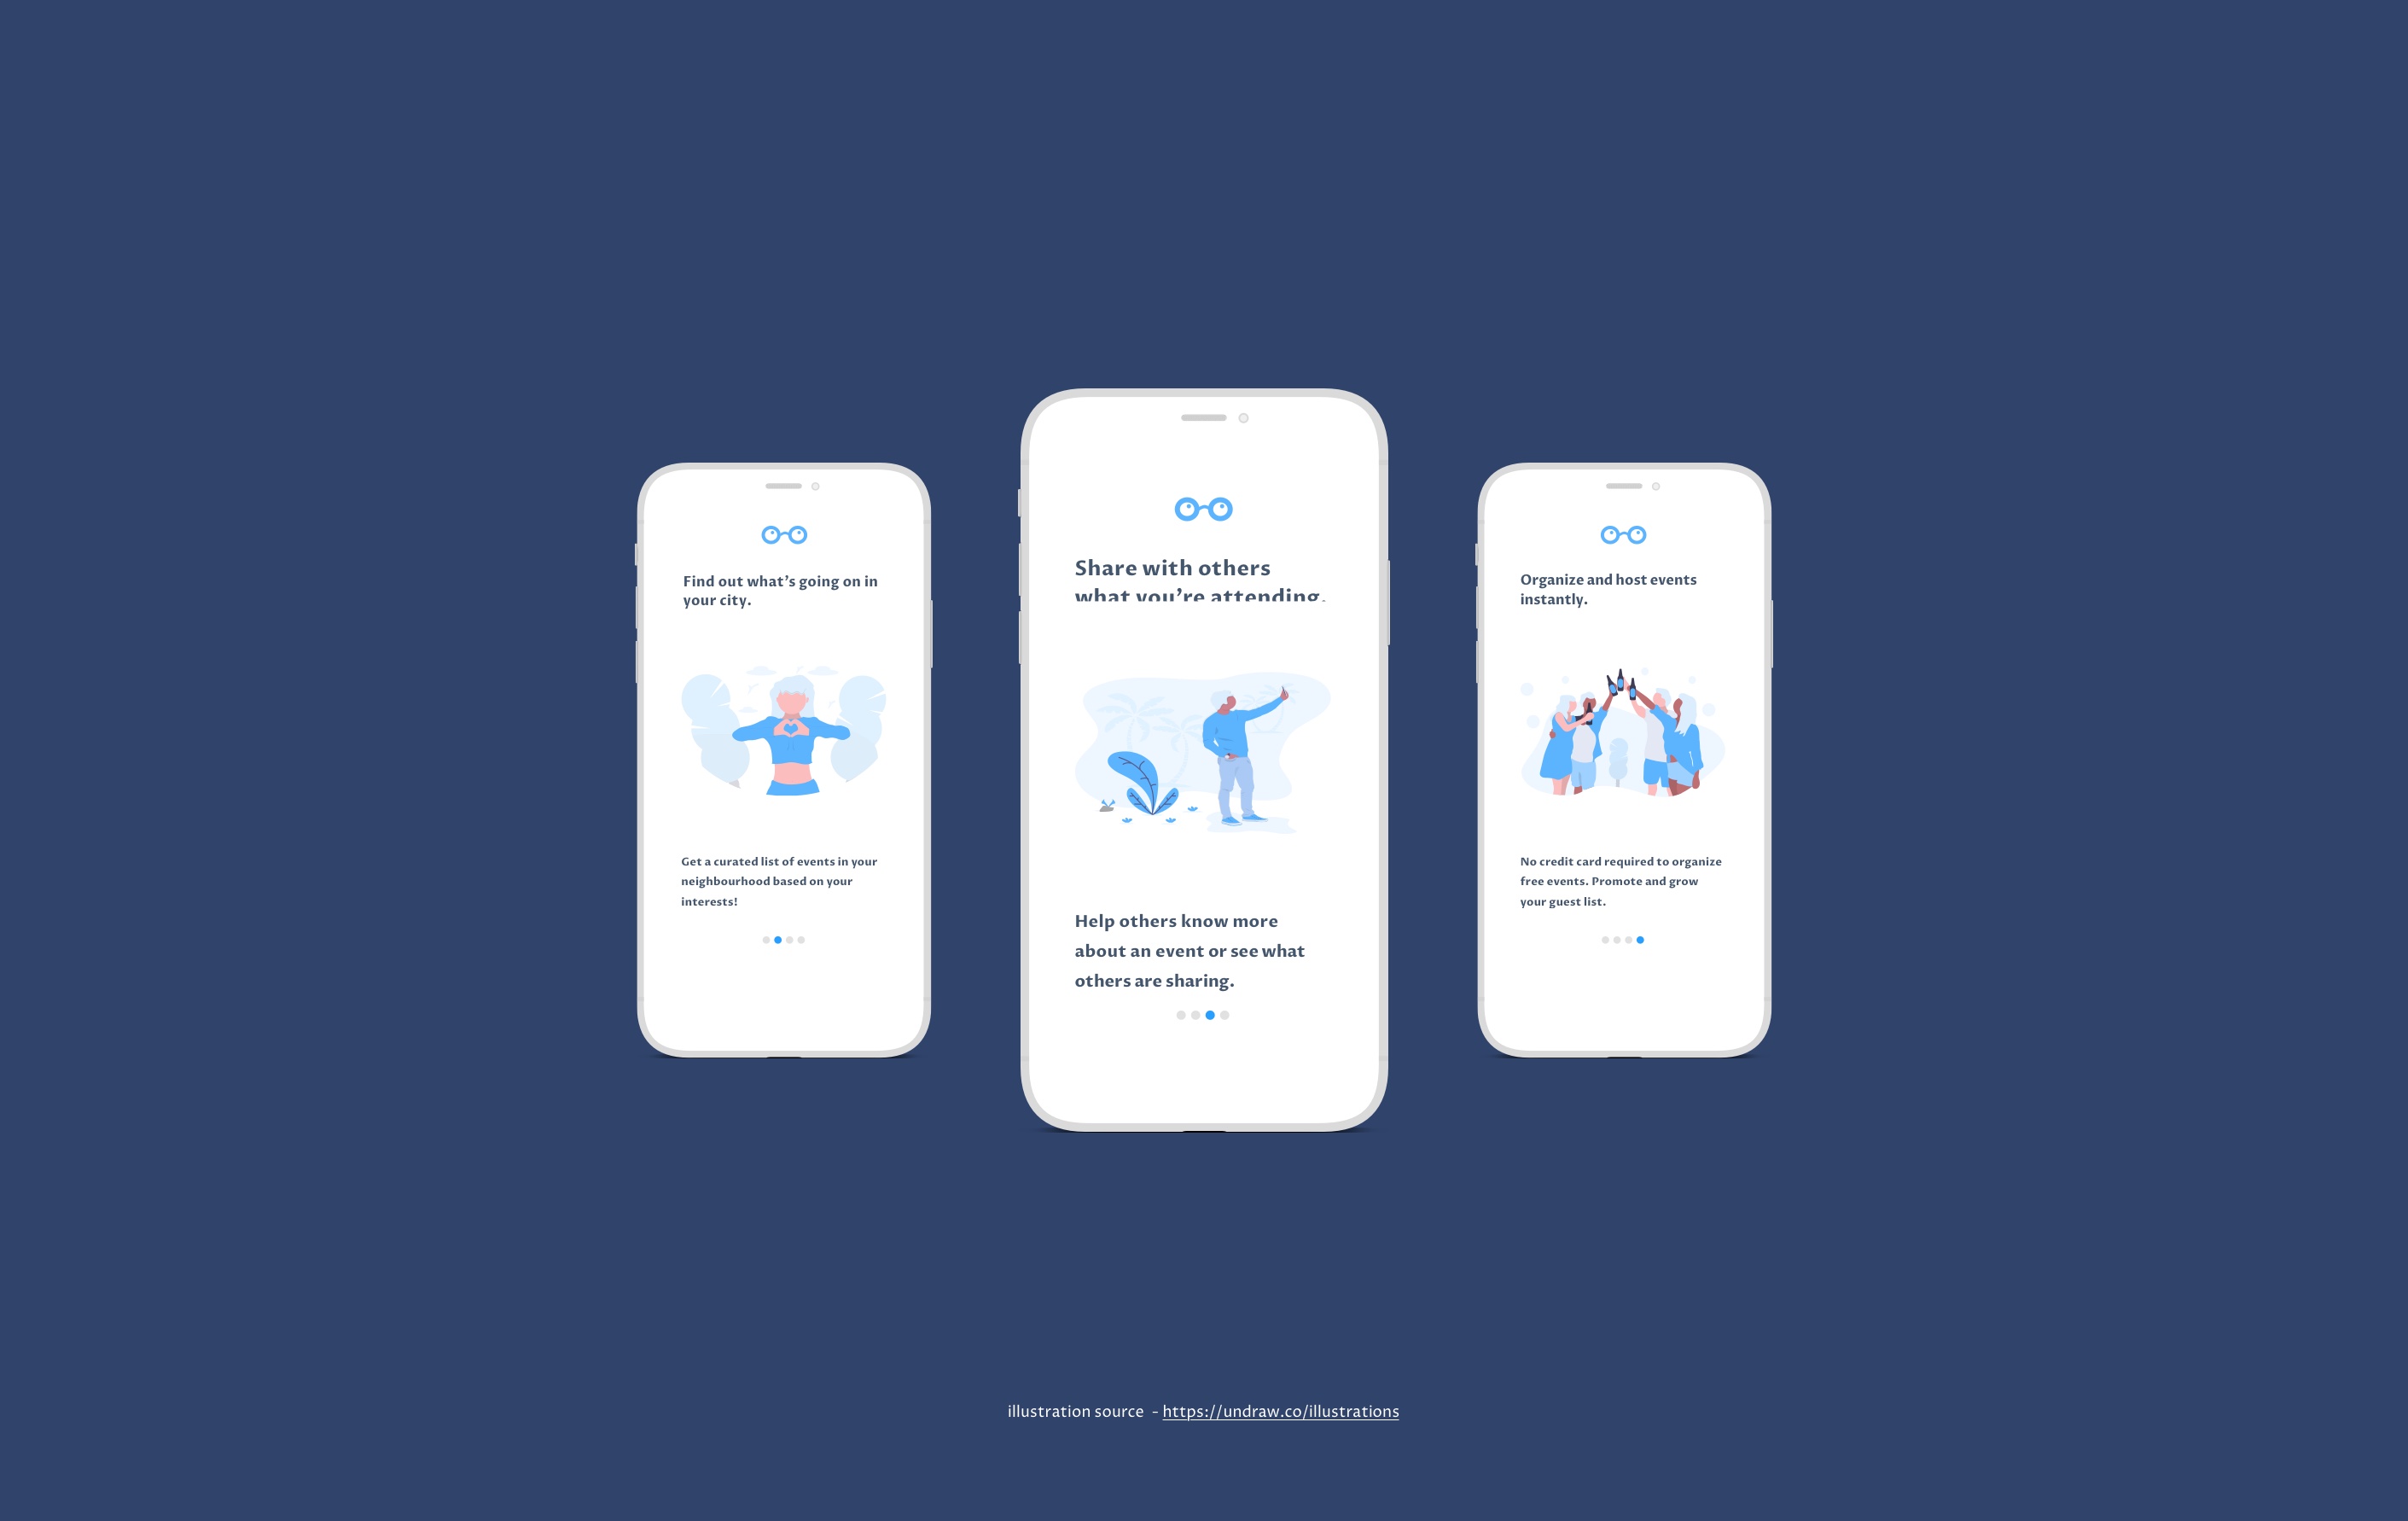 Find out what's going on in
your city.
Get a curated list of events in your
neighbourhood based on your
interests!
Share with others
what you're attending.
Help others know more
about an event or see what
others are sharing.
Organize and host events
instantly.
No credit card required to organize
free events. Promote and grow
your guest list.
illustration source - https://undraw.co/illustrations